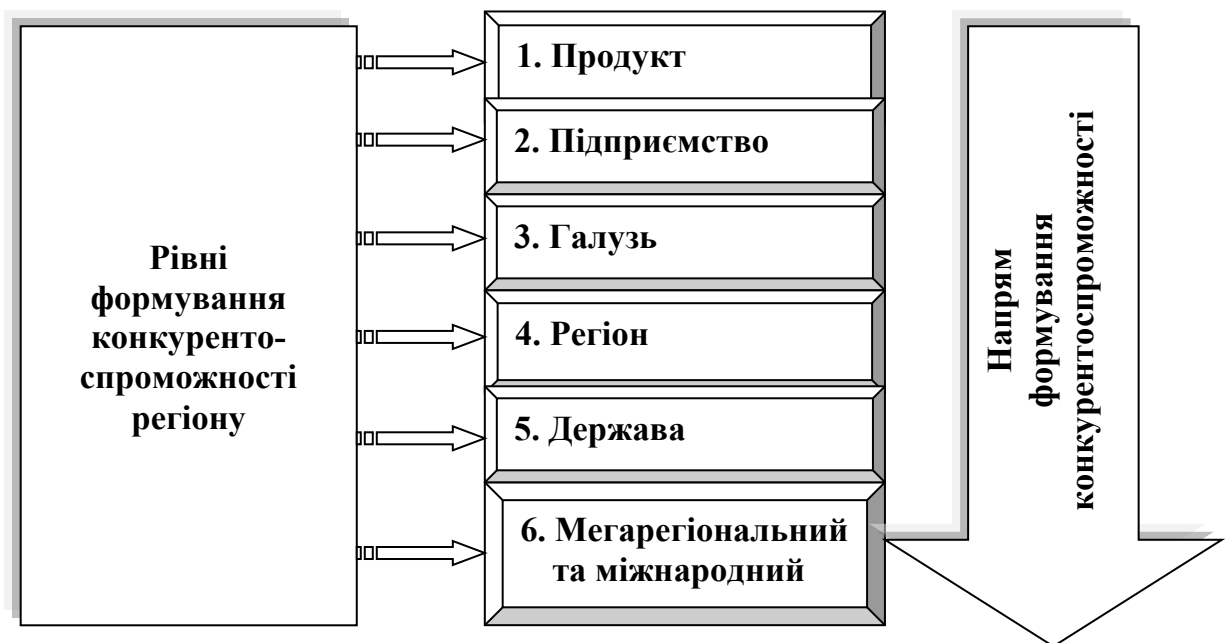 Рівні
формування
конкуренто-
спроможності
регіону
1. Продукт
2. Підприємство
3. Галузь
4. Регіон
5. Держава
6. Мегарегіональний
та міжнародний
Напрям
формування
конкурентоспроможності